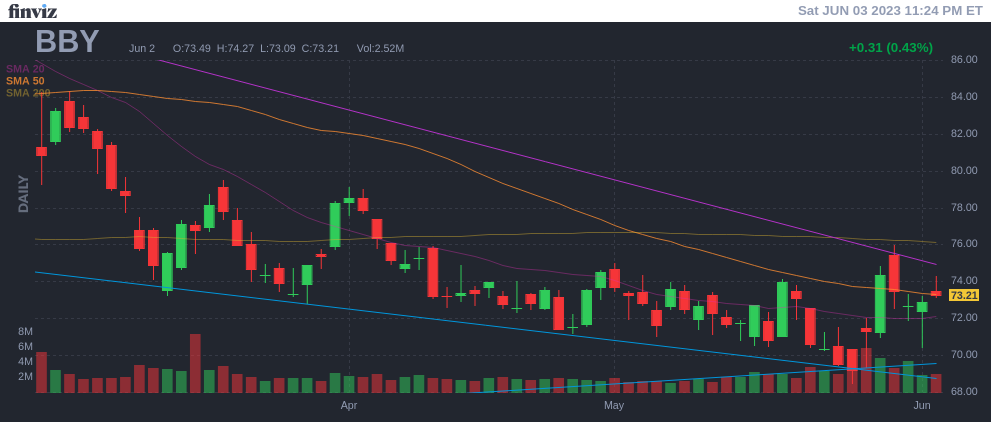 finviz
Sat JUN 03 2023 11:24 PM ET
BBY
Jun 2 O:73.49 H:74.27 L:73.09 C:73.21 Vol:2.52M
+0.31 (0.43%)
SMA 20
SMA 50
SMA 200
DAILY
86.00
84.00
82.00
80.00
78.00
76.00
74.00
73.21
72.00
70.00
68.00
8M
6M
4M
2M
Apr May Jun